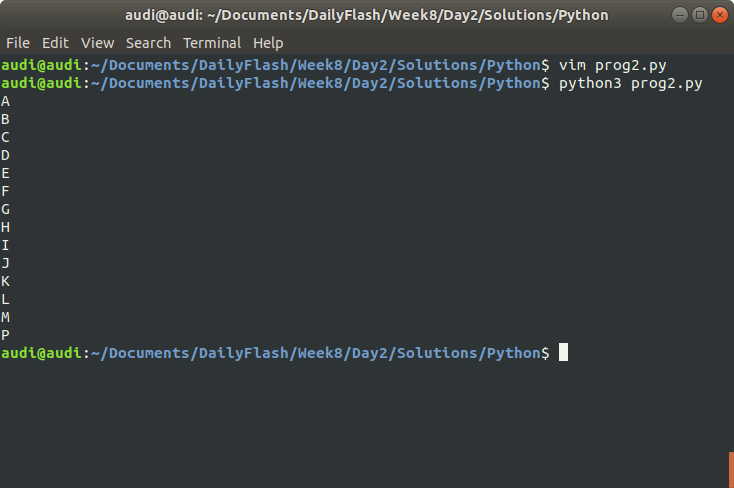 audi@audi: ~/Documents/DailyFlash/Week8/Day2/Solutions/Python
File Edit View Search Terminal Help
audi@audi:~/Documents/DailyFlash/Week8/Day2/Solutions/Python$ vim prog2.py
audi@audi:~/Documents/DailyFlash/Week8/Day2/Solutions/Python$ python3 prog2.py
A
B
C
D
E
F
G
H
I
J
K
L
M
P
audi@audi:~/Documents/DailyFlash/Week8/Day2/Solutions/Python$